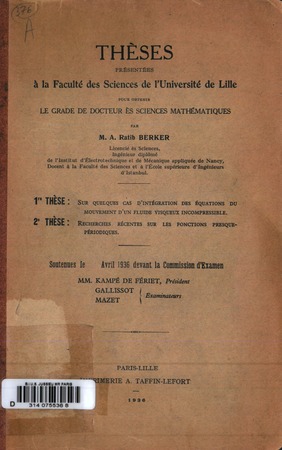 THÈSES
PRÉSENTÉES
à la Faculté des Sciences de l'Université de Lille
POUR OBTENIR
LE GRADE DE DOCTEUR ÈS SCIENCES MATHÉMATIQUES
PAR
M. A. Ratib BERKER
Licencié ès Sciences,
Ingénieur diplômé
de l'Institut d'Électrotechnique et de Mécanique appliquée de Nancy,
Docent à la Faculté des Sciences et à l'École supérieure d'Ingénieurs
d'Istanbul.
1re THÈSE : SUR QUELQUES CAS D'INTÉGRATION DES ÉQUATIONS DU
MOUVEMENT D'UN FLUIDE VISQUEUX INCOMPRESSIBLE.
2e THÈSE : RECHERCHES RÉCENTES SUR LES FONCTIONS PRESQUE-
PÉRIODIQUES.
Soutenues le Avril 1936 devant la Commission d'Examen
MM. KAMPÉ DE FÉRIET, Président
GALLISSOT
MAZET
Examinateurs
PARIS-LILLE
PRIMERIE A. TAFFIN-LEFORT
1936
B.I.U.S. JUSSIEU BM PARIS
D 314 075536 8